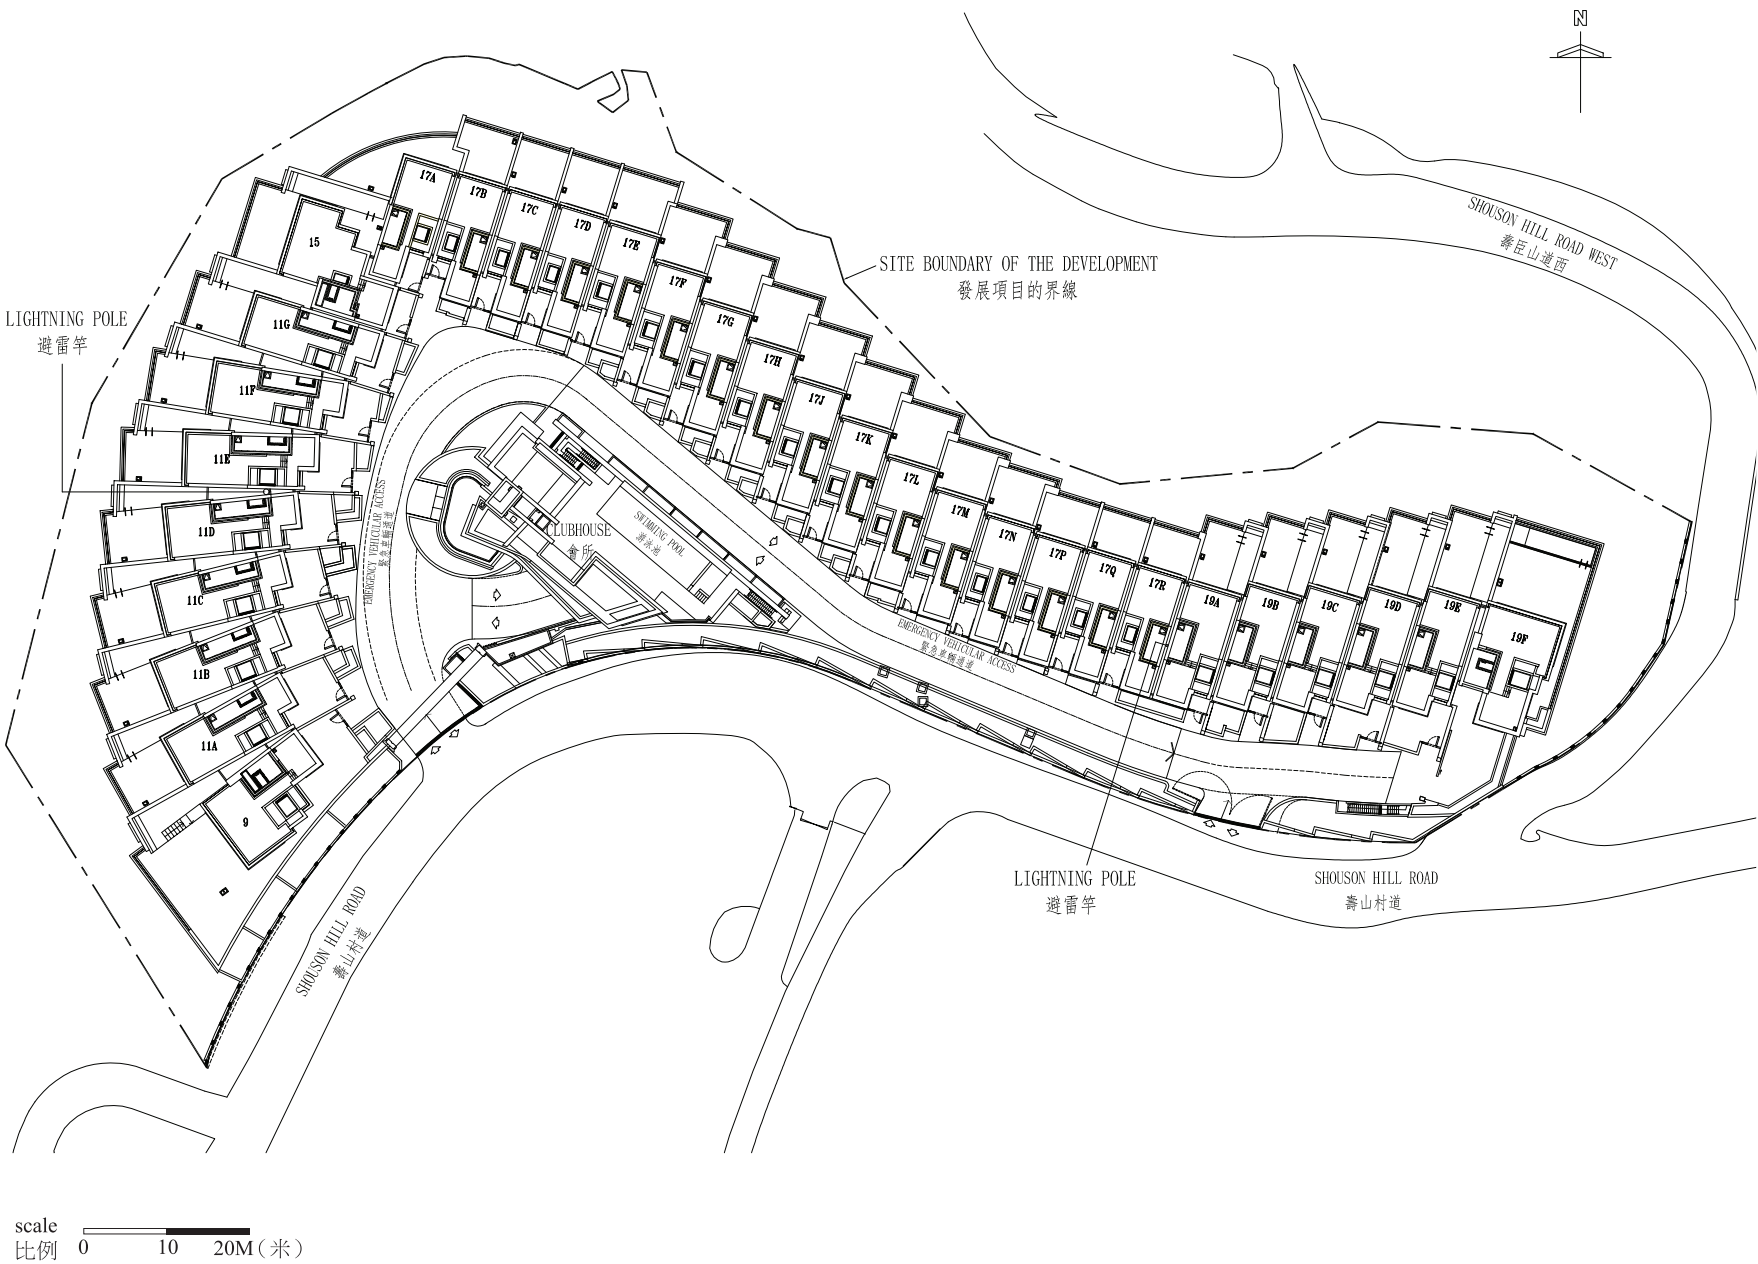 N
SHOUSON HILL ROAD WEST
壽臣山道西
SITE BOUNDARY OF THE DEVELOPMENT
發展項目的界線
LIGHTNING POLE
避雷竿
17A
17B
17C
17D
17E
17F
17G
17H
17J
17K
17L
17M
17N
17P
17Q
17R
19A
19B
19C
19D
19E
19F
15
11G
11F
11E
11D
11C
11B
11A
9
EMERGENCY VEHICULAR ACCESS
緊急車輛通道
CLUBHOUSE
會所
SWIMMING POOL
游泳池
EMERGENCY VEHICULAR ACCESS
緊急車輛通道
LIGHTNING POLE
避雷竿
SHOUSON HILL ROAD
壽山村道
SHOUSON HILL ROAD
壽山村道
scale
比例
0 10 20M(米)